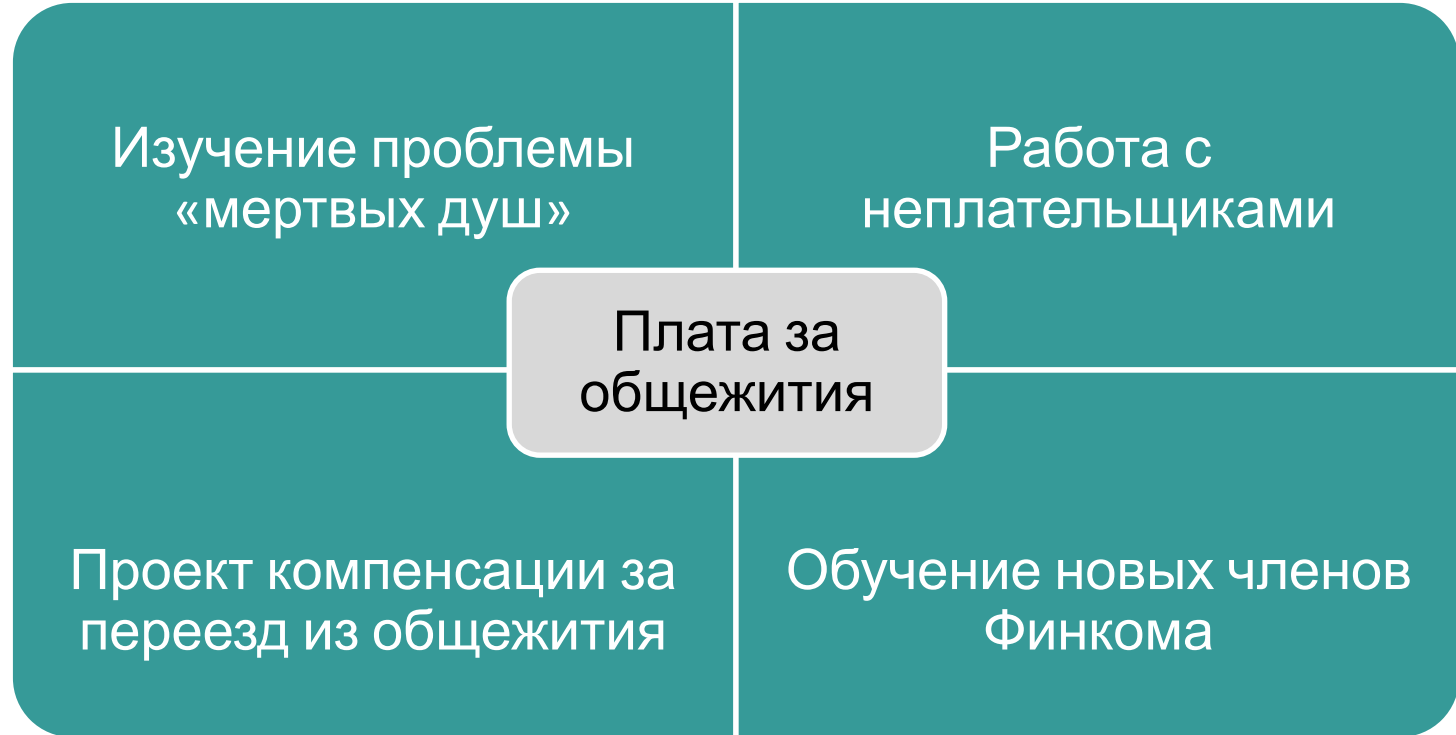 Изучение проблемы
«мертвых душ»
Работа с
неплательщиками
Плата за
общежития
Проект компенсации за
переезд из общежития
Обучение новых членов
Финкома